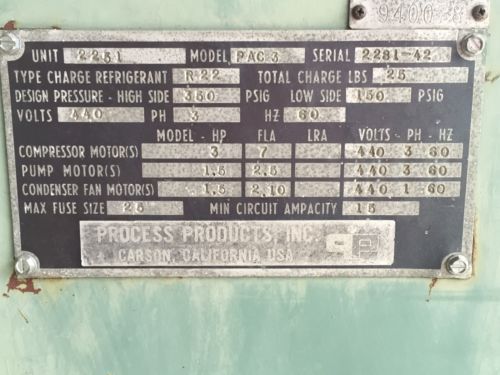 9400-8
UNIT 2251 MODEL PAC 3 SERIAL 2281-42
TYPE CHARGE REFRIGERANT R 22 TOTAL CHARGE LBS 25
DESIGN PRESSURE - HIGH SIDE 350 PSIG LOW SIDE 150 PSIG
VOLTS 440 PH 3 HZ 60
MODEL - HP FLA LRA VOLTS - PH - HZ
COMPRESSOR MOTOR(S) 3 7 440 3 60
PUMP MOTOR(S) 1.5 2.5 440 3 60
CONDENSER FAN MOTOR(S) 1.5 2.10 440 1 60
MAX FUSE SIZE 25 MIN CIRCUIT AMPACITY 15
PROCESS PRODUCTS, INC.
CARSON, CALIFORNIA USA